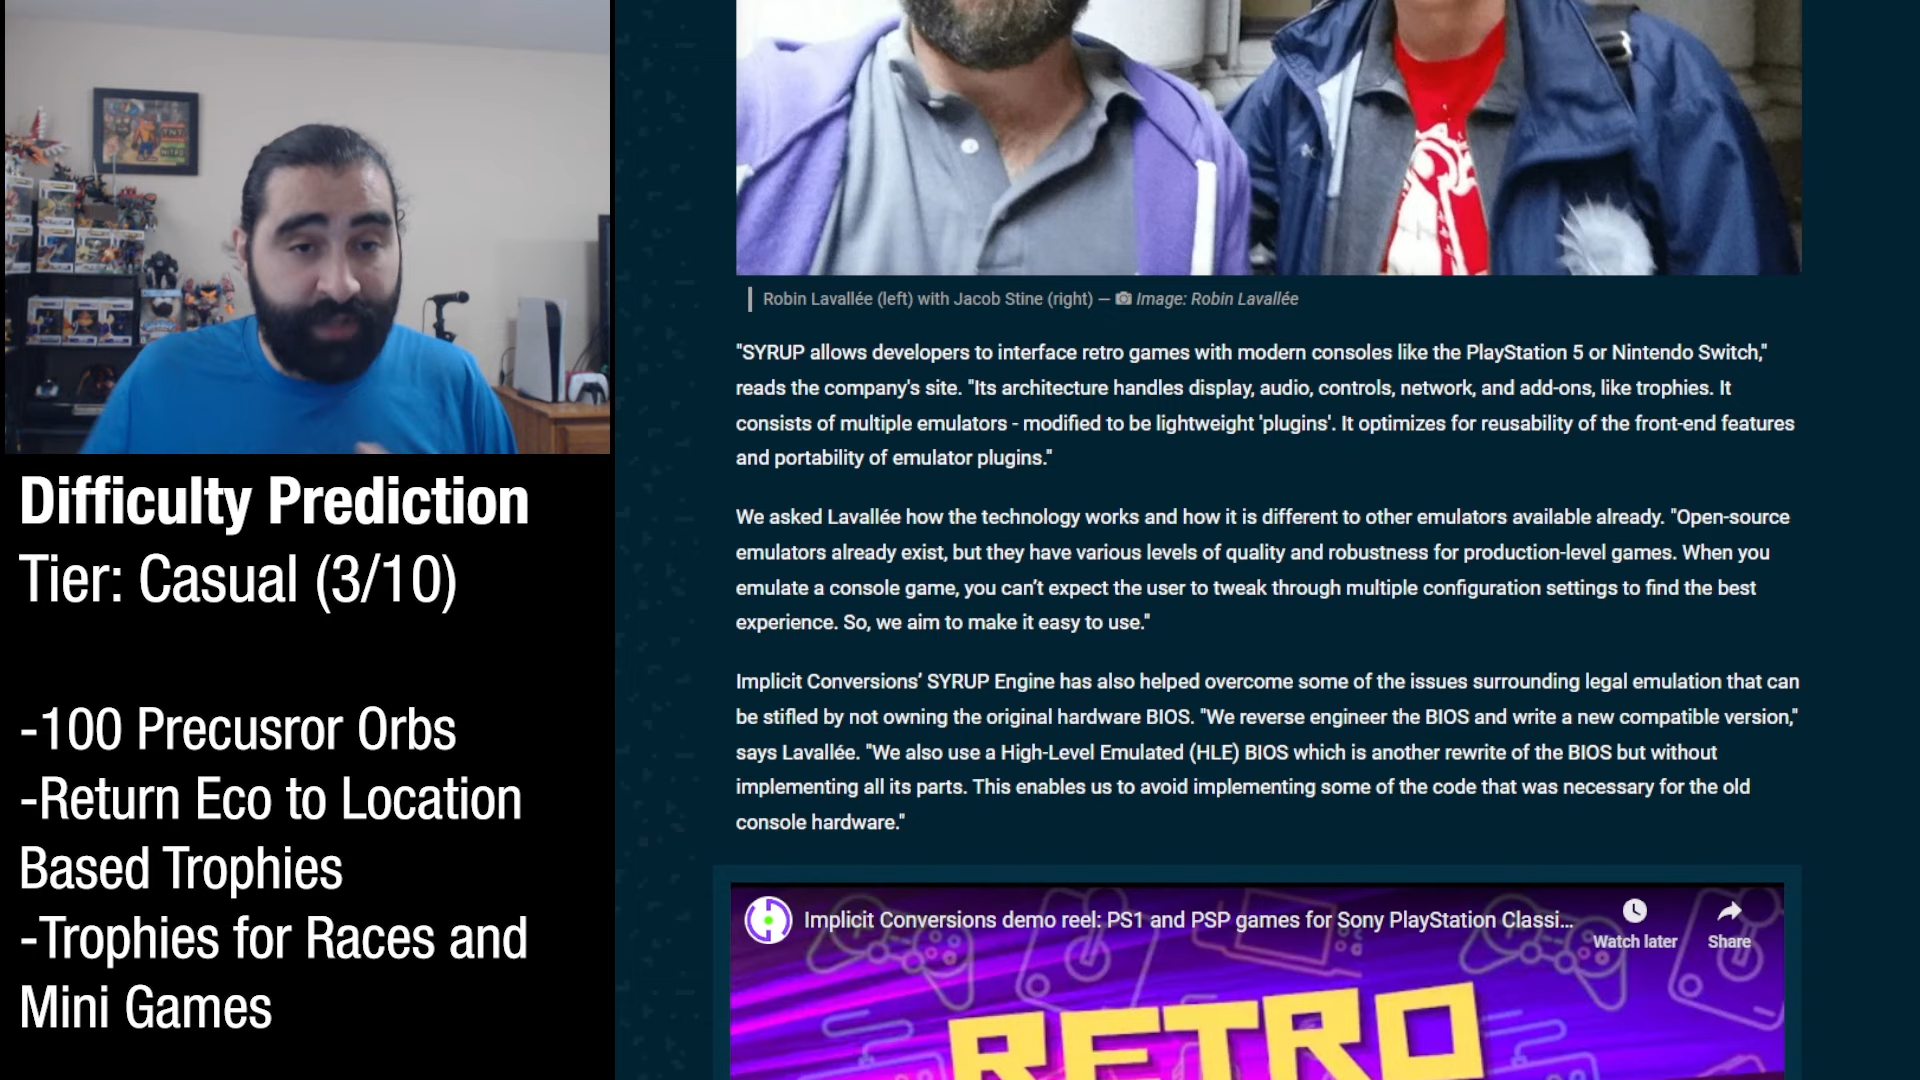 Difficulty Prediction
Tier: Casual (3/10)
-100 Precusror Orbs
-Return Eco to Location
Based Trophies
-Trophies for Races and
Mini Games
TNT
NITRO
Robin Lavallée (left) with Jacob Stine (right) — Image: Robin Lavallée
"SYRUP allows developers to interface retro games with modern consoles like the PlayStation 5 or Nintendo Switch,"
reads the company's site. "Its architecture handles display, audio, controls, network, and add-ons, like trophies. It
consists of multiple emulators - modified to be lightweight 'plugins'. It optimizes for reusability of the front-end features
and portability of emulator plugins."
We asked Lavallée how the technology works and how it is different to other emulators available already. "Open-source
emulators already exist, but they have various levels of quality and robustness for production-level games. When you
emulate a console game, you can’t expect the user to tweak through multiple configuration settings to find the best
experience. So, we aim to make it easy to use."
Implicit Conversions’ SYRUP Engine has also helped overcome some of the issues surrounding legal emulation that can
be stifled by not owning the original hardware BIOS. "We reverse engineer the BIOS and write a new compatible version,"
says Lavallée. "We also use a High-Level Emulated (HLE) BIOS which is another rewrite of the BIOS but without
implementing all its parts. This enables us to avoid implementing some of the code that was necessary for the old
console hardware."
Implicit Conversions demo reel: PS1 and PSP games for Sony PlayStation Classi...
Watch later
Share
RETRO